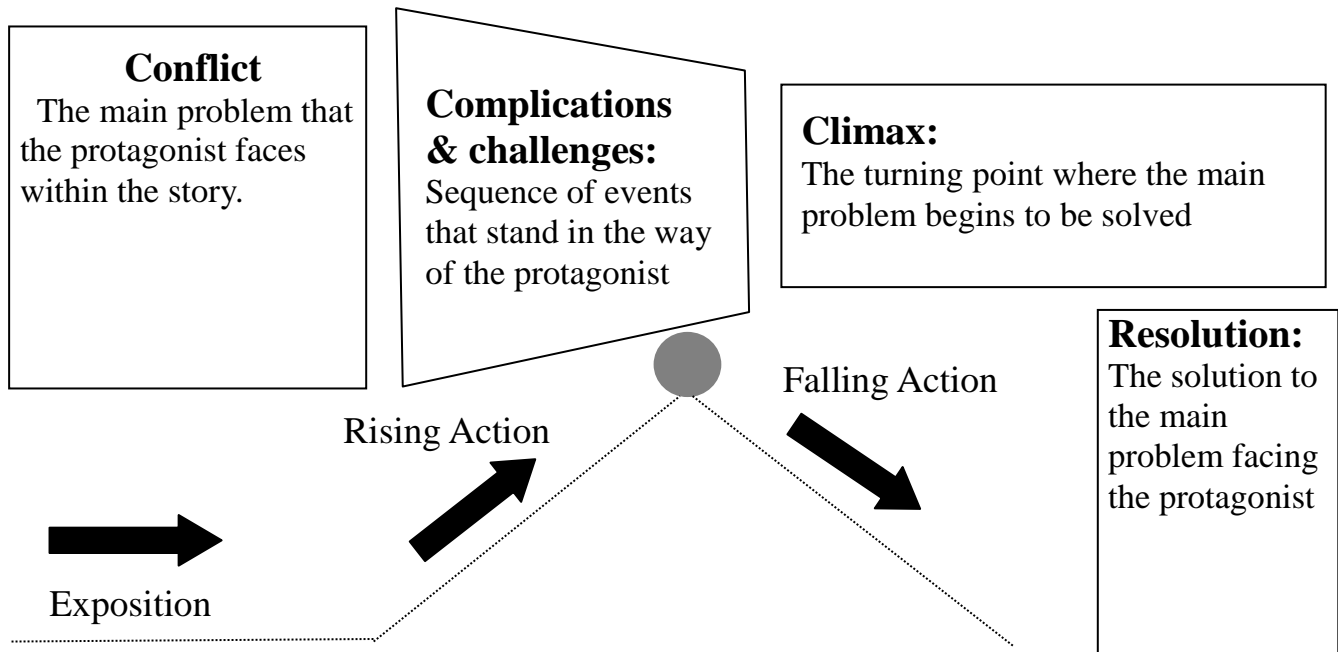 Conflict
The main problem that
the protagonist faces
within the story.
Complications
& challenges:
Sequence of events
that stand in the way
of the protagonist
Climax:
The turning point where the main
problem begins to be solved
Resolution:
The solution to
the main
problem facing
the protagonist
Falling Action
Rising Action
Exposition